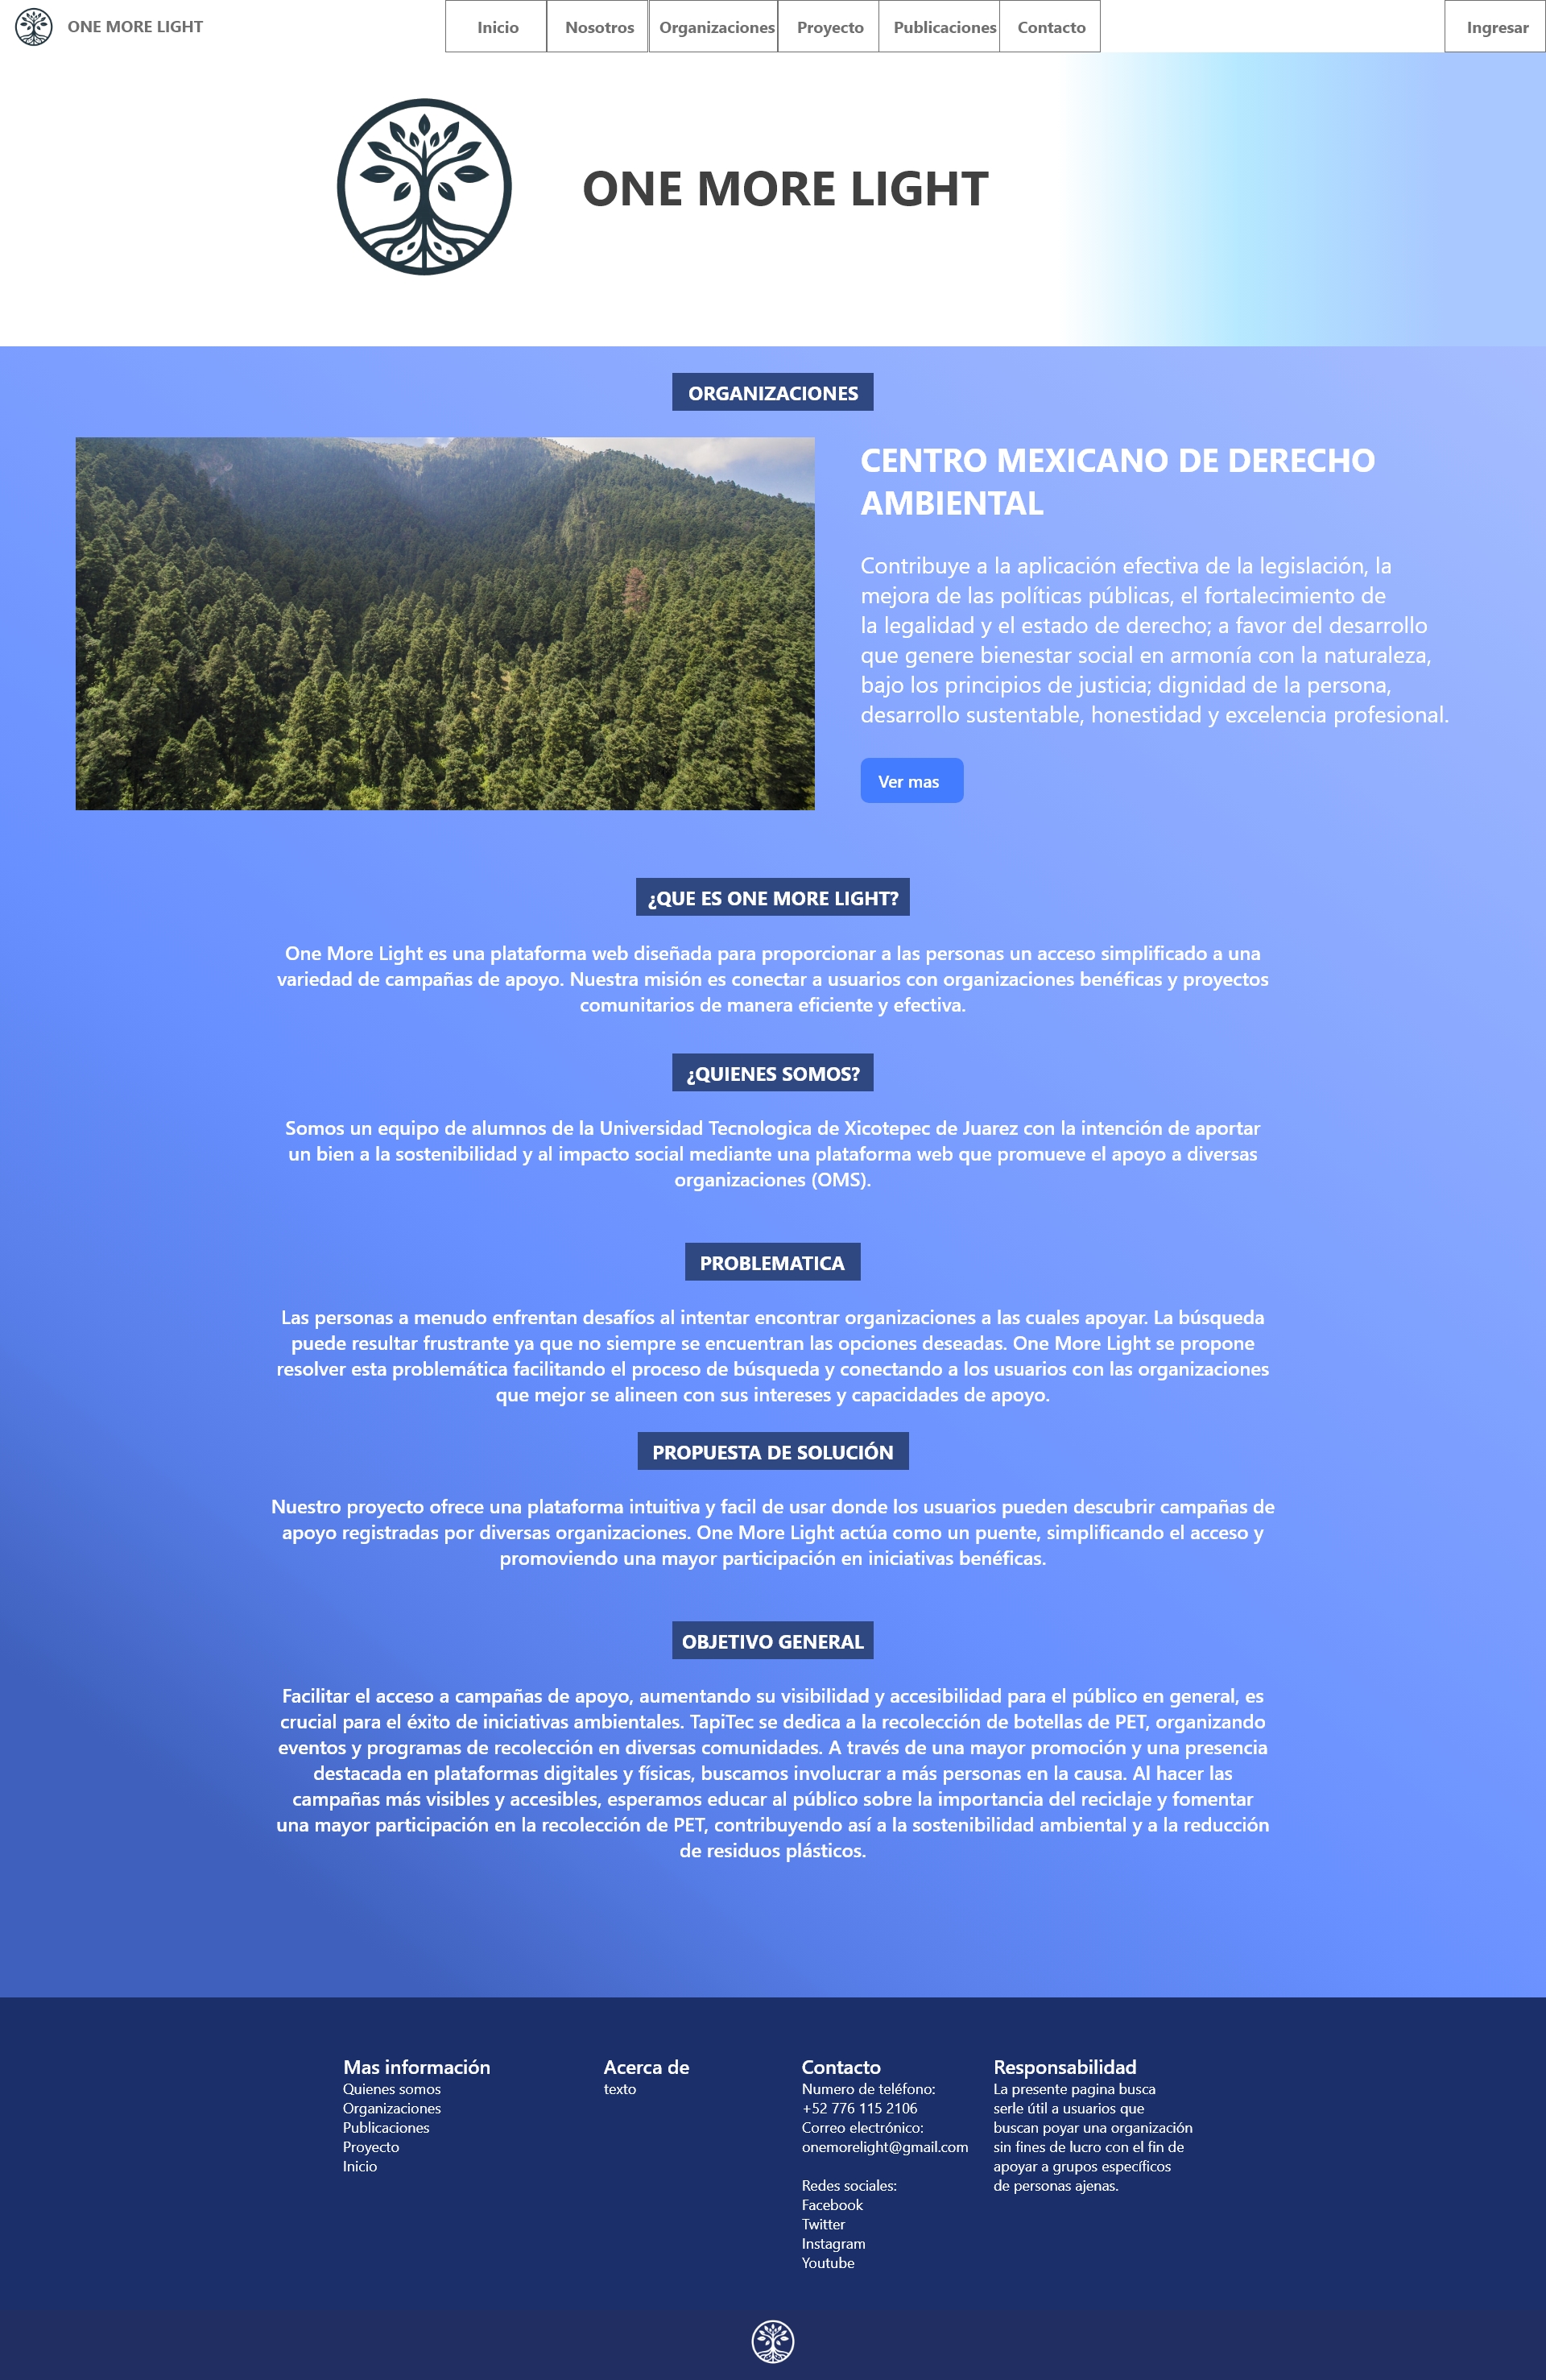 ONE MORE LIGHT
Inicio
Nosotros
Organizaciones
Proyecto
Publicaciones
Contacto
Ingresar
ONE MORE LIGHT
ORGANIZACIONES
CENTRO MEXICANO DE DERECHO
AMBIENTAL
Contribuye a la aplicación efectiva de la legislación, la
mejora de las políticas públicas, el fortalecimiento de
la legalidad y el estado de derecho; a favor del desarrollo
que genere bienestar social en armonía con la naturaleza,
bajo los principios de justicia; dignidad de la persona,
desarrollo sustentable, honestidad y excelencia profesional.
Ver mas
¿QUE ES ONE MORE LIGHT?
One More Light es una plataforma web diseñada para proporcionar a las personas un acceso simplificado a una
variedad de campañas de apoyo. Nuestra misión es conectar a usuarios con organizaciones benéficas y proyectos
comunitarios de manera eficiente y efectiva.
¿QUIENES SOMOS?
Somos un equipo de alumnos de la Universidad Tecnologica de Xicotepec de Juarez con la intención de aportar
un bien a la sostenibilidad y al impacto social mediante una plataforma web que promueve el apoyo a diversas
organizaciones (OMS).
PROBLEMATICA
Las personas a menudo enfrentan desafíos al intentar encontrar organizaciones a las cuales apoyar. La búsqueda
puede resultar frustrante ya que no siempre se encuentran las opciones deseadas. One More Light se propone
resolver esta problemática facilitando el proceso de búsqueda y conectando a los usuarios con las organizaciones
que mejor se alineen con sus intereses y capacidades de apoyo.
PROPUESTA DE SOLUCIÓN
Nuestro proyecto ofrece una plataforma intuitiva y facil de usar donde los usuarios pueden descubrir campañas de
apoyo registradas por diversas organizaciones. One More Light actúa como un puente, simplificando el acceso y
promoviendo una mayor participación en iniciativas benéficas.
OBJETIVO GENERAL
Facilitar el acceso a campañas de apoyo, aumentando su visibilidad y accesibilidad para el público en general, es
crucial para el éxito de iniciativas ambientales. TapiTec se dedica a la recolección de botellas de PET, organizando
eventos y programas de recolección en diversas comunidades. A través de una mayor promoción y una presencia
destacada en plataformas digitales y físicas, buscamos involucrar a más personas en la causa. Al hacer las
campañas más visibles y accesibles, esperamos educar al público sobre la importancia del reciclaje y fomentar
una mayor participación en la recolección de PET, contribuyendo así a la sostenibilidad ambiental y a la reducción
de residuos plásticos.
Mas información
Quienes somos
Organizaciones
Publicaciones
Proyecto
Inicio
Acerca de
texto
Contacto
Numero de teléfono:
+52 776 115 2106
Correo electrónico:
onemorelight@gmail.com
Redes sociales:
Facebook
Twitter
Instagram
Youtube
Responsabilidad
La presente pagina busca
serle útil a usuarios que
buscan poyar una organización
sin fines de lucro con el fin de
apoyar a grupos específicos
de personas ajenas.